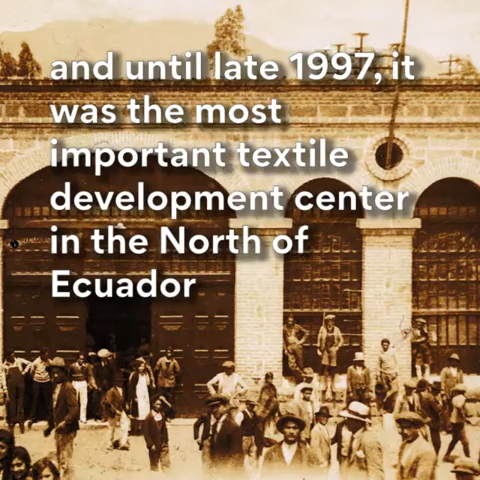 and until late 1997, it
was the most
important textile
development center
in the North of
Ecuador